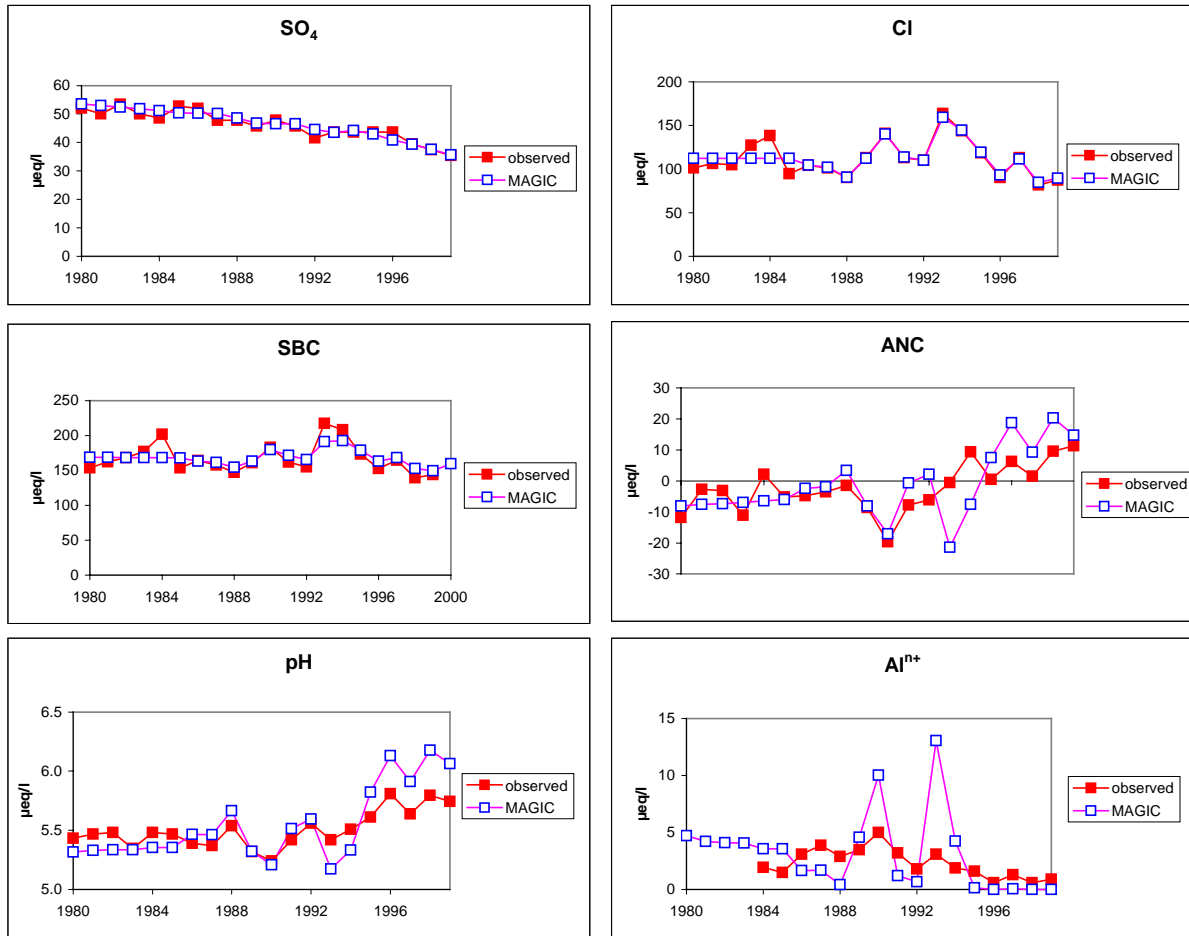 SO4
60
50
40
30
20
10
0
µeq/l
1980 1984 1988 1992 1996
observed
MAGIC
Cl
200
150
100
50
0
µeq/l
1980 1984 1988 1992 1996
observed
MAGIC
SBC
250
200
150
100
50
0
µeq/l
1980 1984 1988 1992 1996 2000
observed
MAGIC
ANC
30
20
10
0
-10
-20
-30
µeq/l
observed
MAGIC
pH
6.5
6.0
5.5
5.0
µeq/l
1980 1984 1988 1992 1996
observed
MAGIC
Al^n+
15
10
5
0
µeq/l
1980 1984 1988 1992 1996
observed
MAGIC